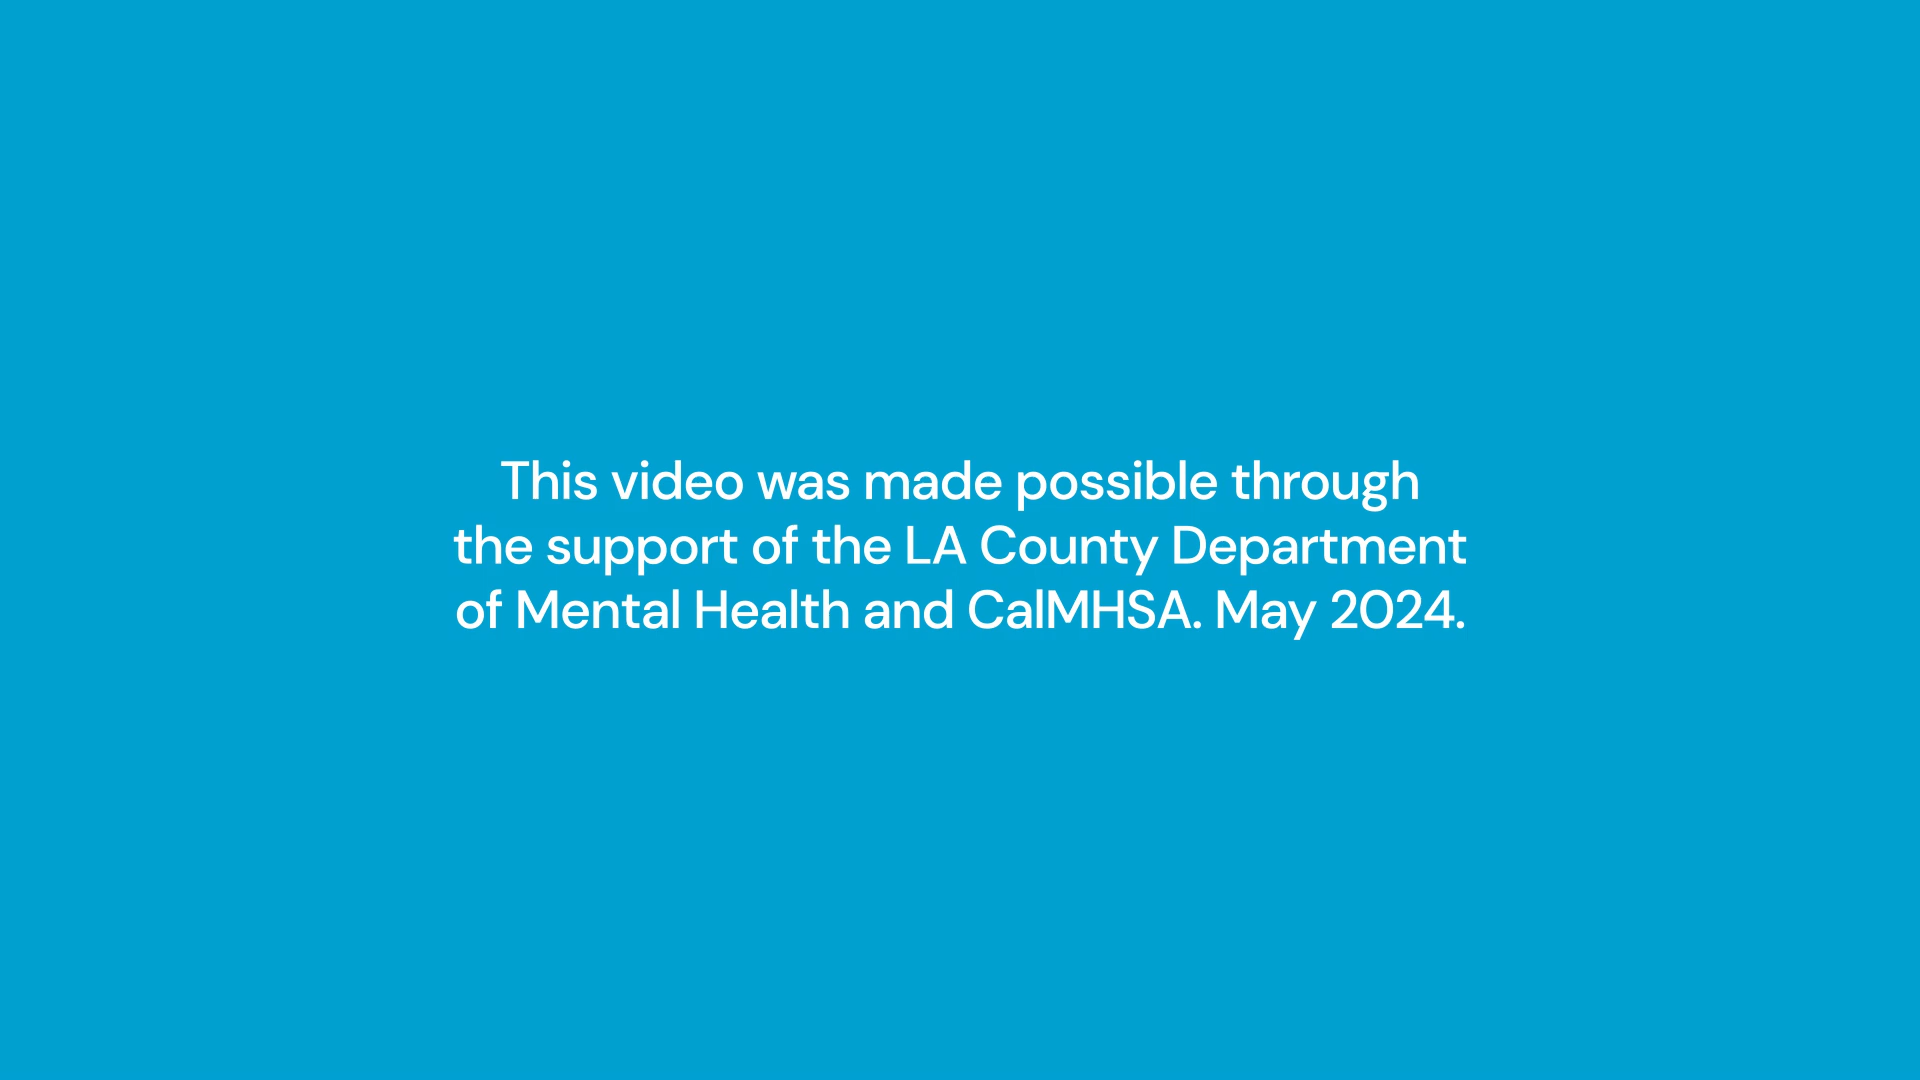 This video was made possible through
the support of the LA County Department
of Mental Health and CalMHSA. May 2024.